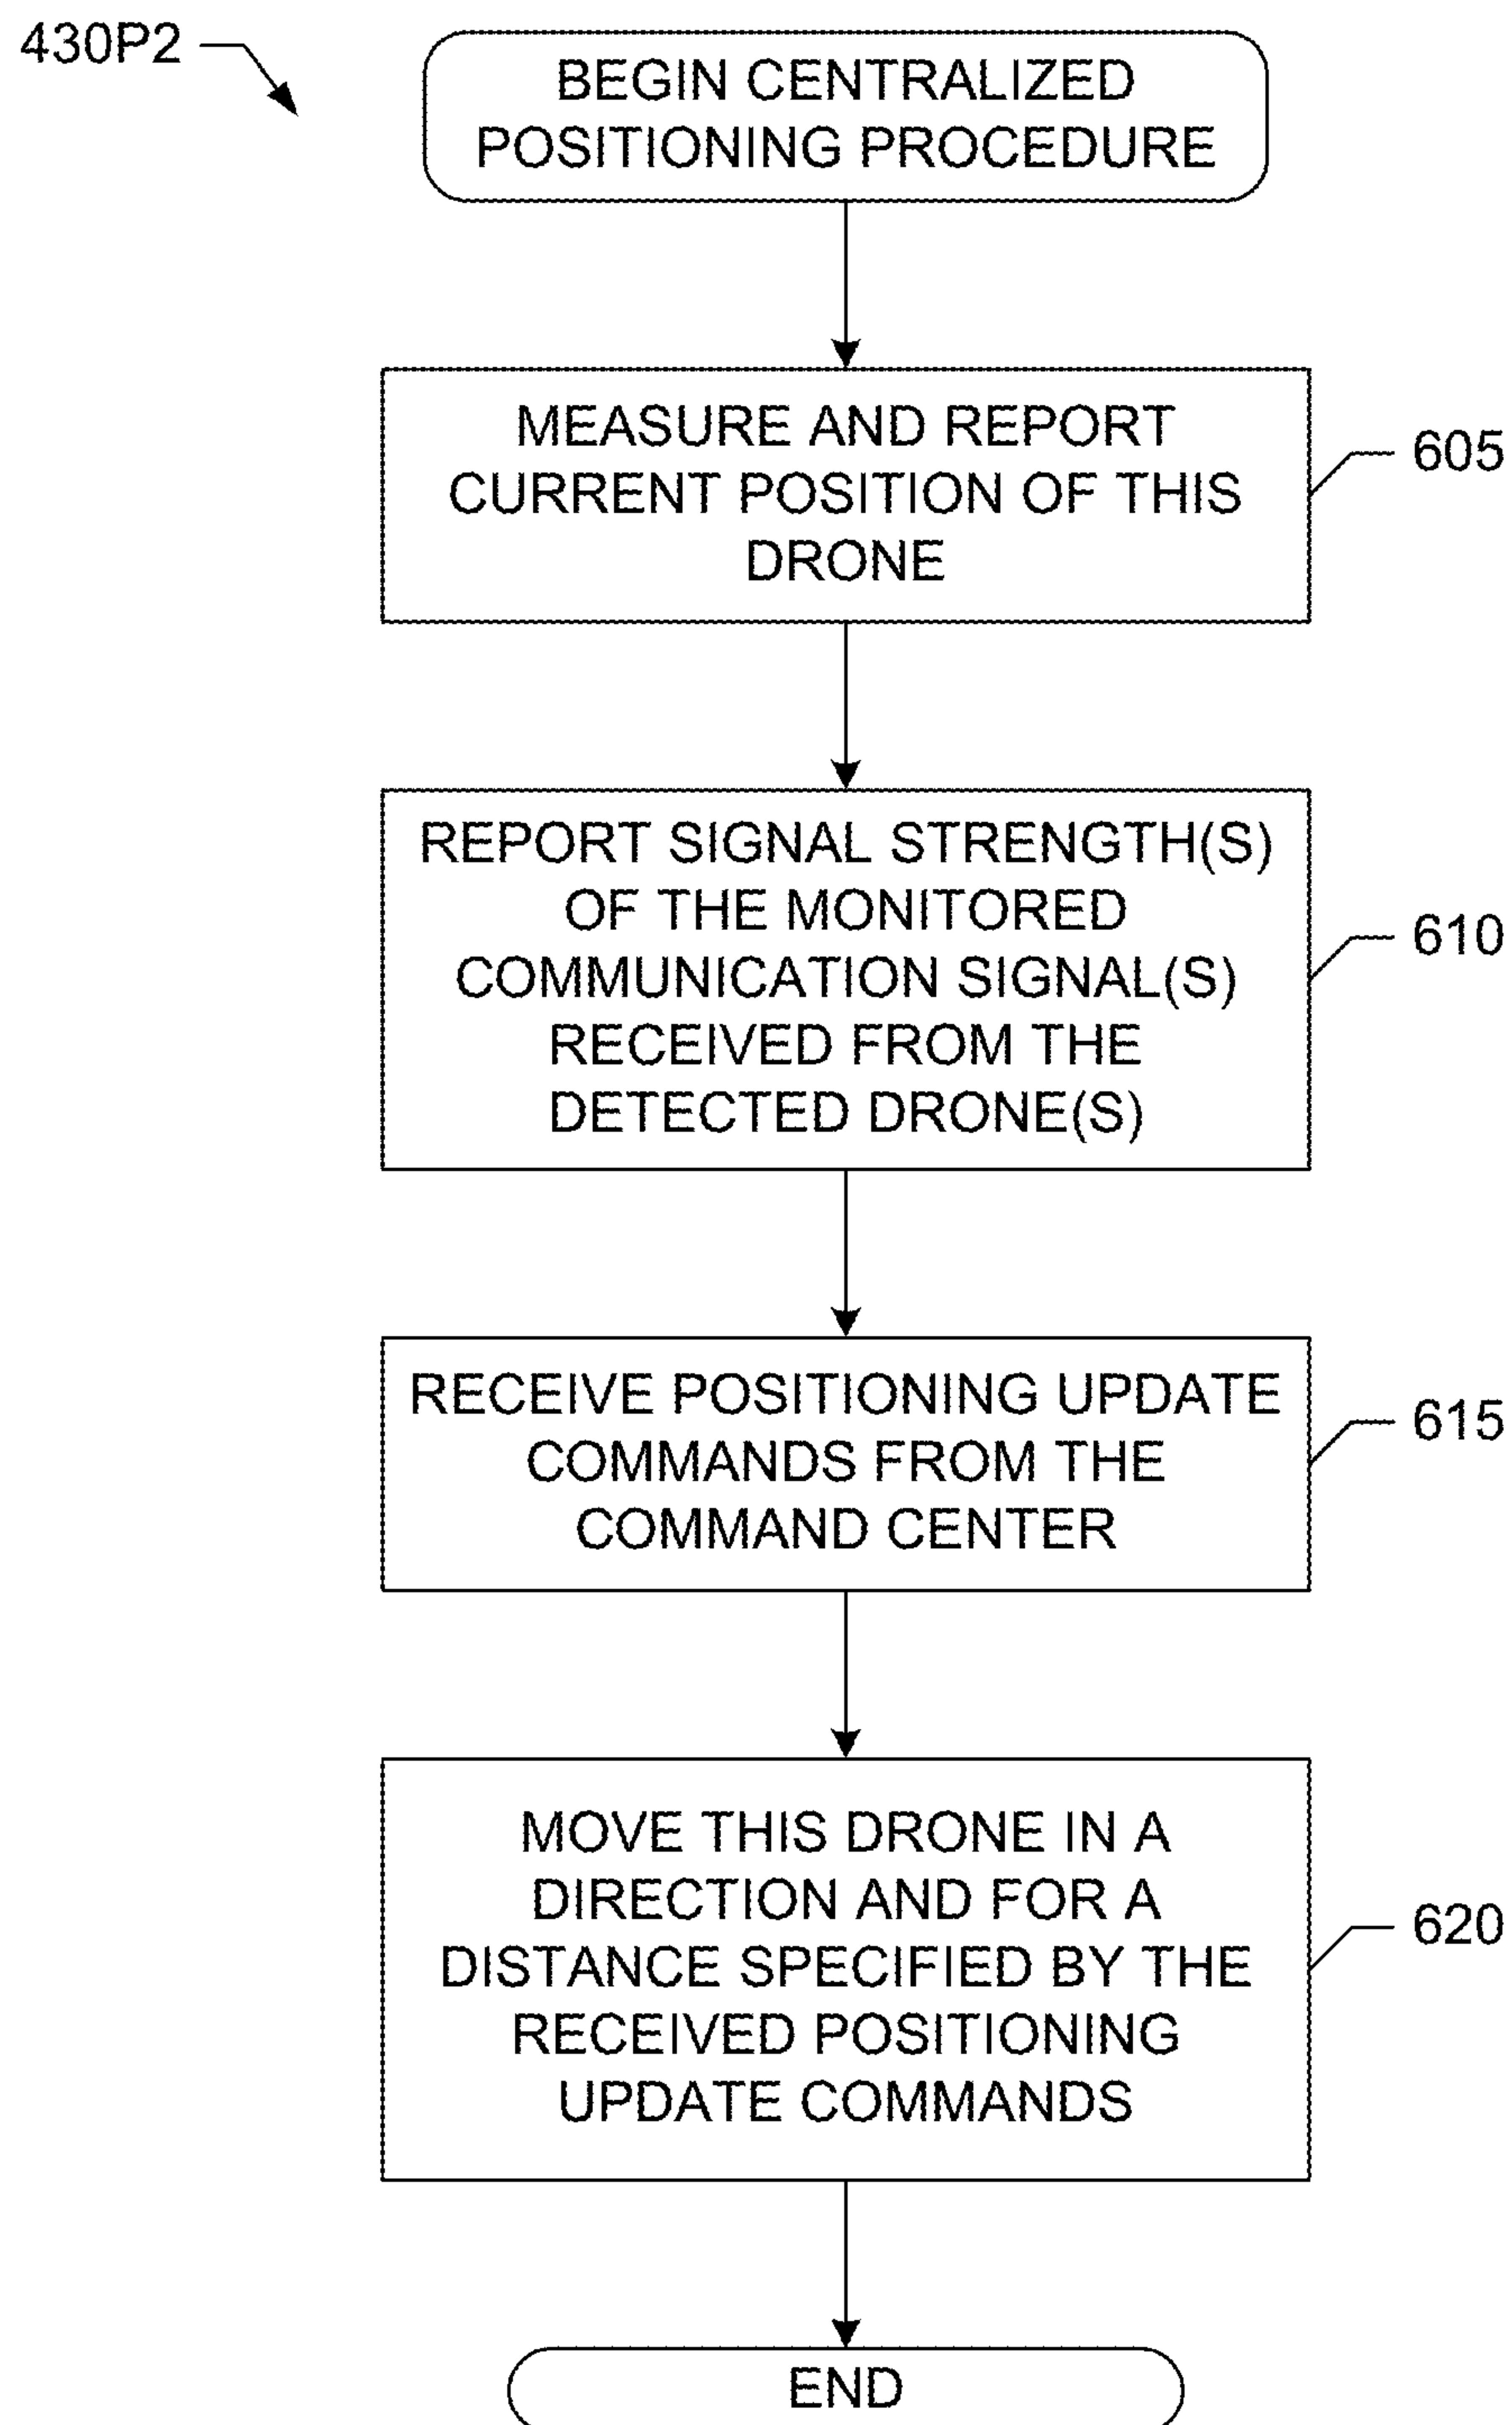 430P2
BEGIN CENTRALIZED
POSITIONING PROCEDURE
MEASURE AND REPORT
CURRENT POSITION OF THIS
DRONE
605
REPORT SIGNAL STRENGTH(S)
OF THE MONITORED
COMMUNICATION SIGNAL(S)
RECEIVED FROM THE
DETECTED DRONE(S)
610
RECEIVE POSITIONING UPDATE
COMMANDS FROM THE
COMMAND CENTER
615
MOVE THIS DRONE IN A
DIRECTION AND FOR A
DISTANCE SPECIFIED BY THE
RECEIVED POSITIONING
UPDATE COMMANDS
620
END